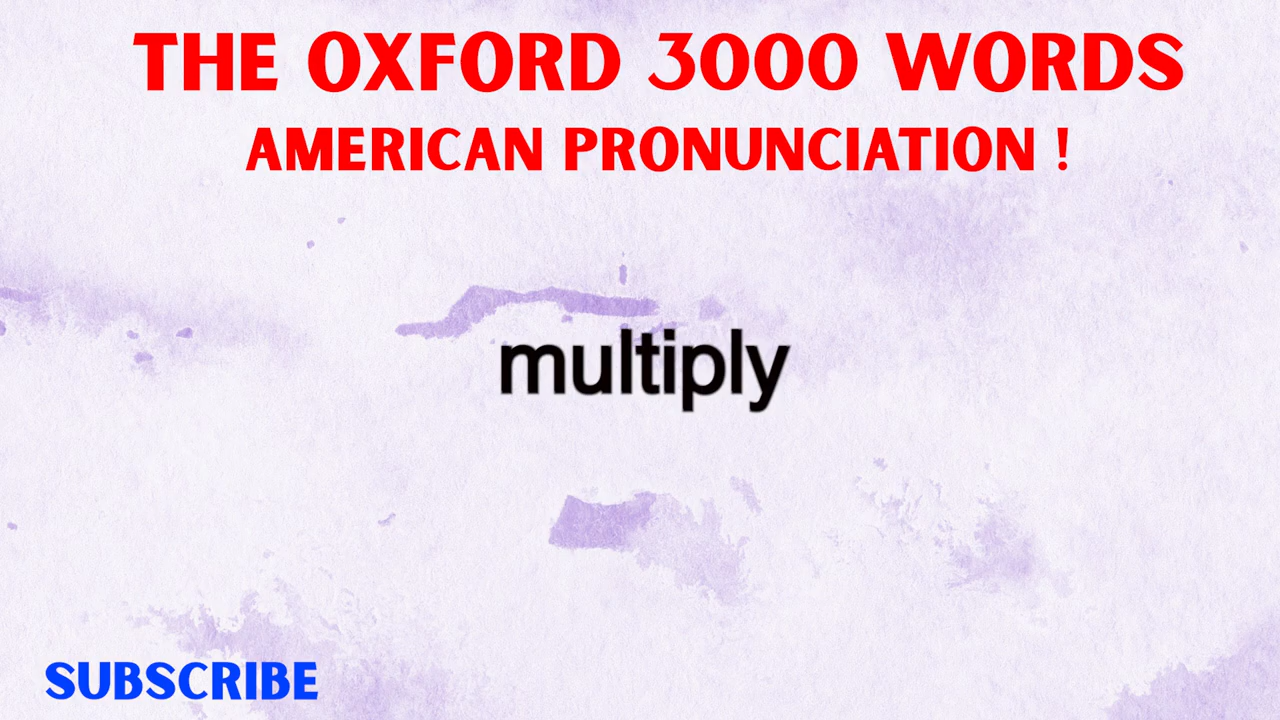 THE OXFORD 3000 WORDS
AMERICAN PRONUNCIATION !
multiply
SUBSCRIBE